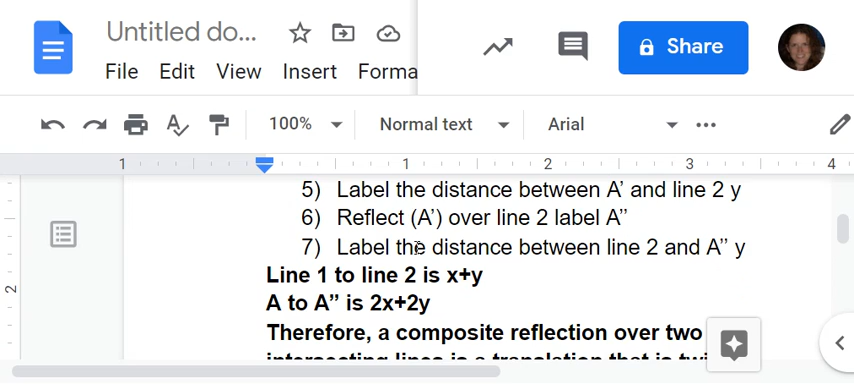 Untitled do...
File Edit View Insert Forma
Share
100% Normal text Arial
1 1 2 3 4
2
5) Label the distance between A’ and line 2 y
6) Reflect (A’) over line 2 label A”
7) Label the distance between line 2 and A” y
Line 1 to line 2 is x+y
A to A” is 2x+2y
Therefore, a composite reflection over two
intersecting lines is a translation that is twi